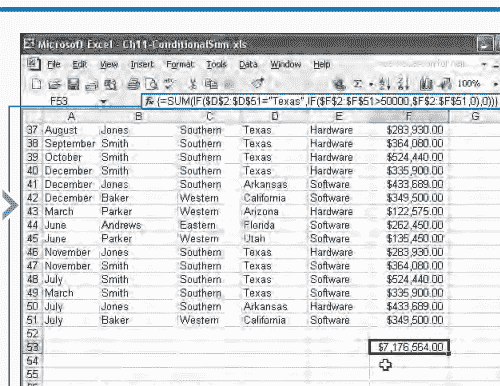 Microsoft Excel - Ch11-ConditionalSum.xls
File Edit View Insert Format Tools Data Window Help
100%
F53 fx {=SUM(IF($D$2:$D$51="Texas",IF($F$2:$F$51>50000,$F$2:$F$51,0),0))}
A B C D E F G
37 August Jones Southern Texas Hardware $283,930.00
38 September Smith Southern Texas Hardware $364,080.00
39 October Smith Southern Texas Hardware $524,440.00
40 December Smith Southern Texas Hardware $335,900.00
41 December Jones Southern Arkansas Software $433,689.00
42 December Baker Western California Software $349,500.00
43 March Parker Western Arizona Hardware $122,575.00
44 June Andrews Eastern Florida Software $262,450.00
45 June Parker Western Utah Software $135,450.00
46 November Jones Southern Texas Hardware $283,930.00
47 November Smith Southern Texas Hardware $364,080.00
48 July Smith Southern Texas Software $524,440.00
49 March Smith Southern Texas Software $335,900.00
50 July Jones Southern Arkansas Hardware $433,689.00
51 July Baker Western California Software $349,500.00
52
53 $7,176,564.00
54
55